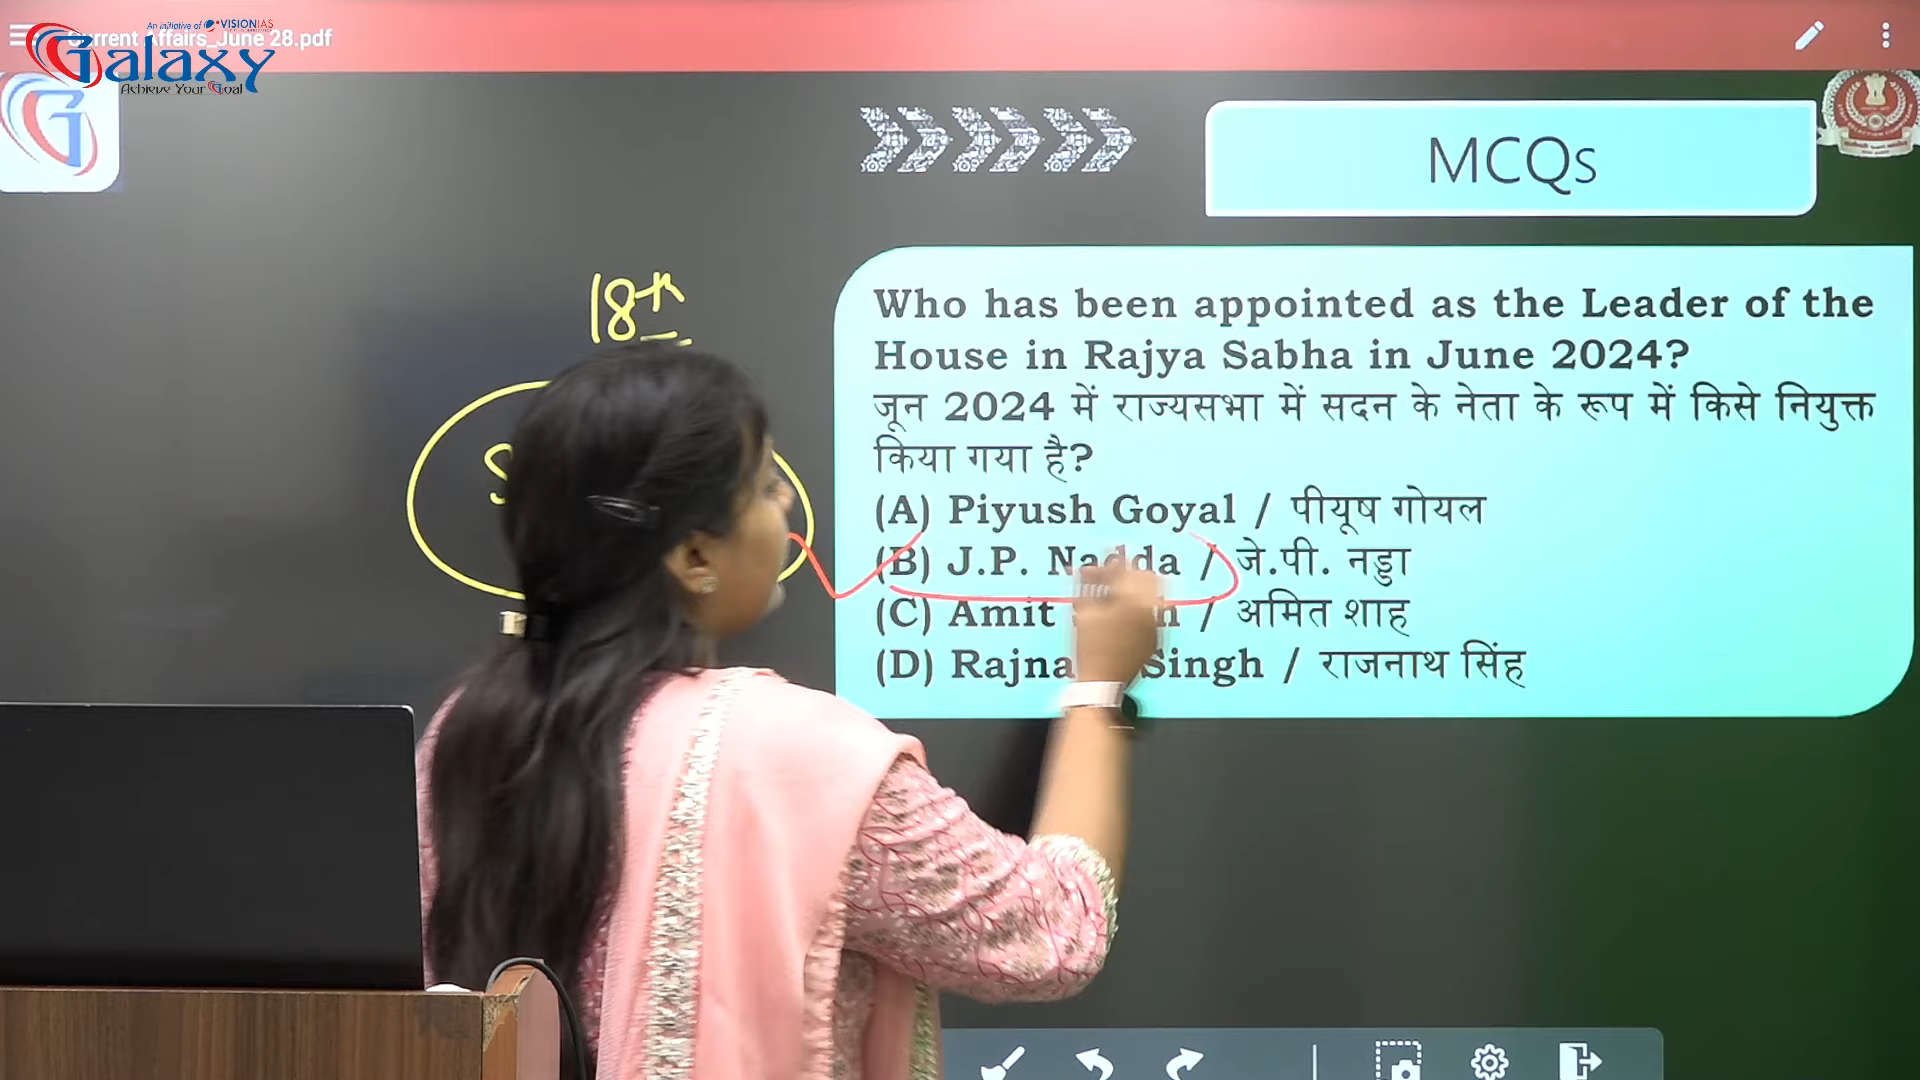 An initiative of VISIONIAS
Current Affairs_June 28.pdf
Galaxy
Achieve Your Goal
MCQs
18th
Who has been appointed as the Leader of the
House in Rajya Sabha in June 2024?
जून 2024 में राज्यसभा में सदन के नेता के रूप में किसे नियुक्त
किया गया है?
(A) Piyush Goyal / पीयूष गोयल
(B) J.P. Nadda / जे.पी. नड्डा
(C) Amit / अमित शाह
(D) Singh / राजनाथ सिंह